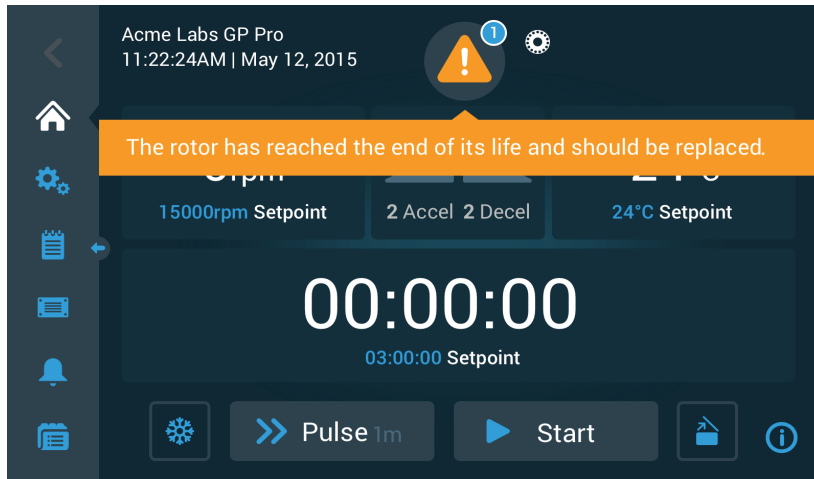 Acme Labs GP Pro
1
11:22:24AM | May 12, 2015
The rotor has reached the end of its life and should be replaced.
15000rpm Setpoint
2 Accel 2 Decel
24°C Setpoint
00:00:00
03:00:00 Setpoint
Pulse 1m
Start